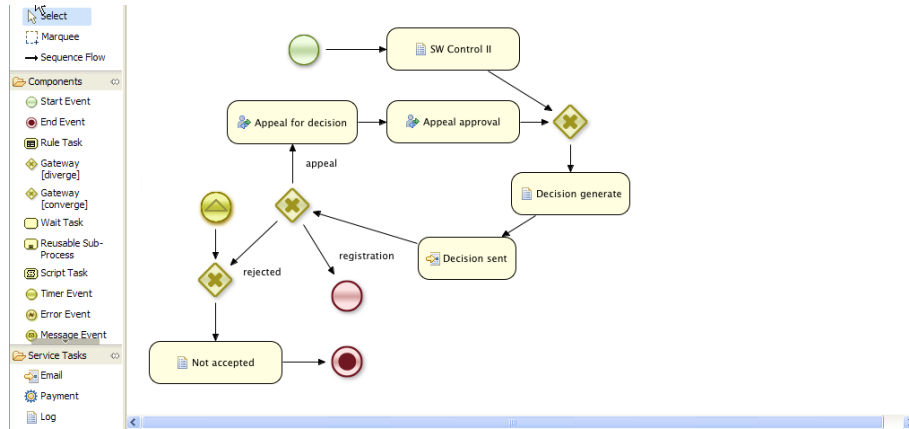 Select
Marquee
Sequence Flow
Components
Start Event
End Event
Rule Task
Gateway
[diverge]
Gateway
[converge]
Wait Task
Reusable Sub-
Process
Script Task
Timer Event
Error Event
Message Event
Service Tasks
Email
Payment
Log
SW Control II
Appeal for decision
Appeal approval
appeal
Decision generate
registration
Decision sent
rejected
Not accepted